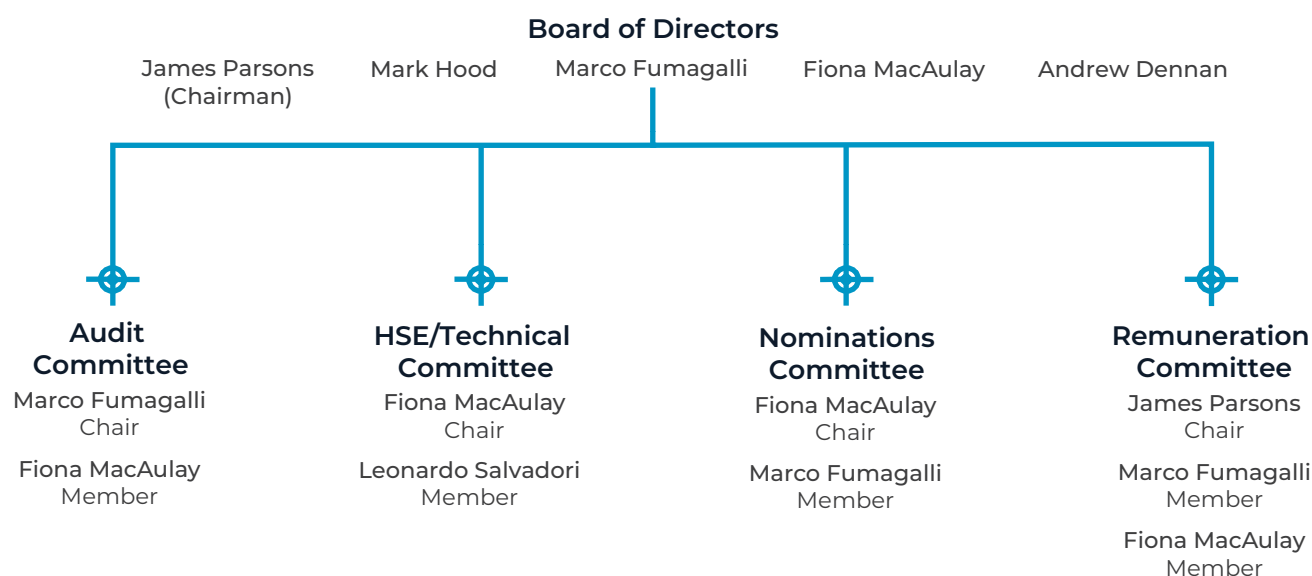 Board of Directors
James Parsons
(Chairman)
Mark Hood
Marco Fumagalli
Fiona MacAulay
Andrew Dennan
Audit
Committee
Marco Fumagalli
Chair
Fiona MacAulay
Member
HSE/Technical
Committee
Fiona MacAulay
Chair
Leonardo Salvadori
Member
Nominations
Committee
Fiona MacAulay
Chair
Marco Fumagalli
Member
Remuneration
Committee
James Parsons
Chair
Marco Fumagalli
Member
Fiona MacAulay
Member